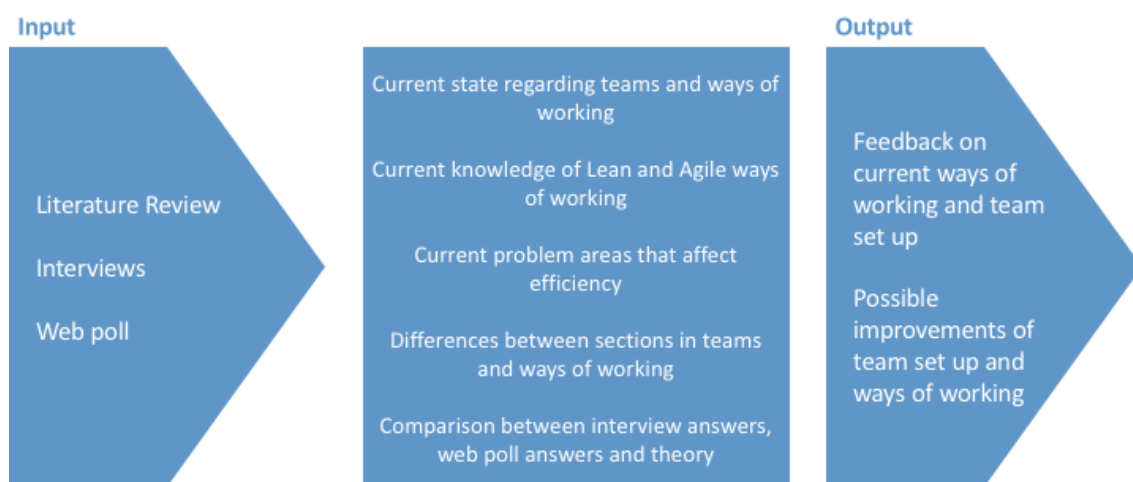 Input
Literature Review
Interviews
Web poll
Current state regarding teams and ways of
working
Current knowledge of Lean and Agile ways
of working
Current problem areas that affect
efficiency
Differences between sections in teams
and ways of working
Comparison between interview answers,
web poll answers and theory
Output
Feedback on
current ways of
working and team
set up
Possible
improvements of
team set up and
ways of working